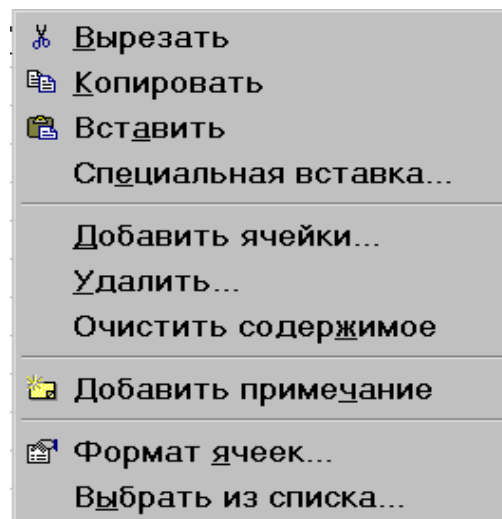 Вырезать
Копировать
Вставить
Специальная вставка...
Добавить ячейки...
Удалить...
Очистить содержимое
Добавить примечание
Формат ячеек...
Выбрать из списка...